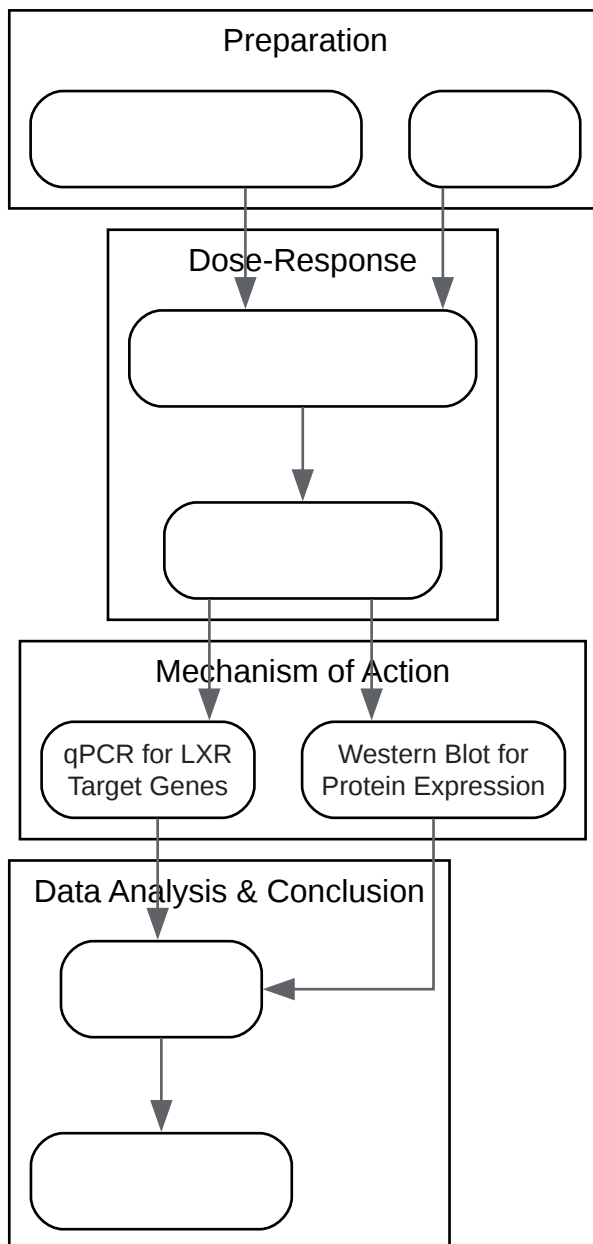 Preparation
Dose-Response
Mechanism of Action
qPCR for LXR
Target Genes
Western Blot for
Protein Expression
Data Analysis & Conclusion